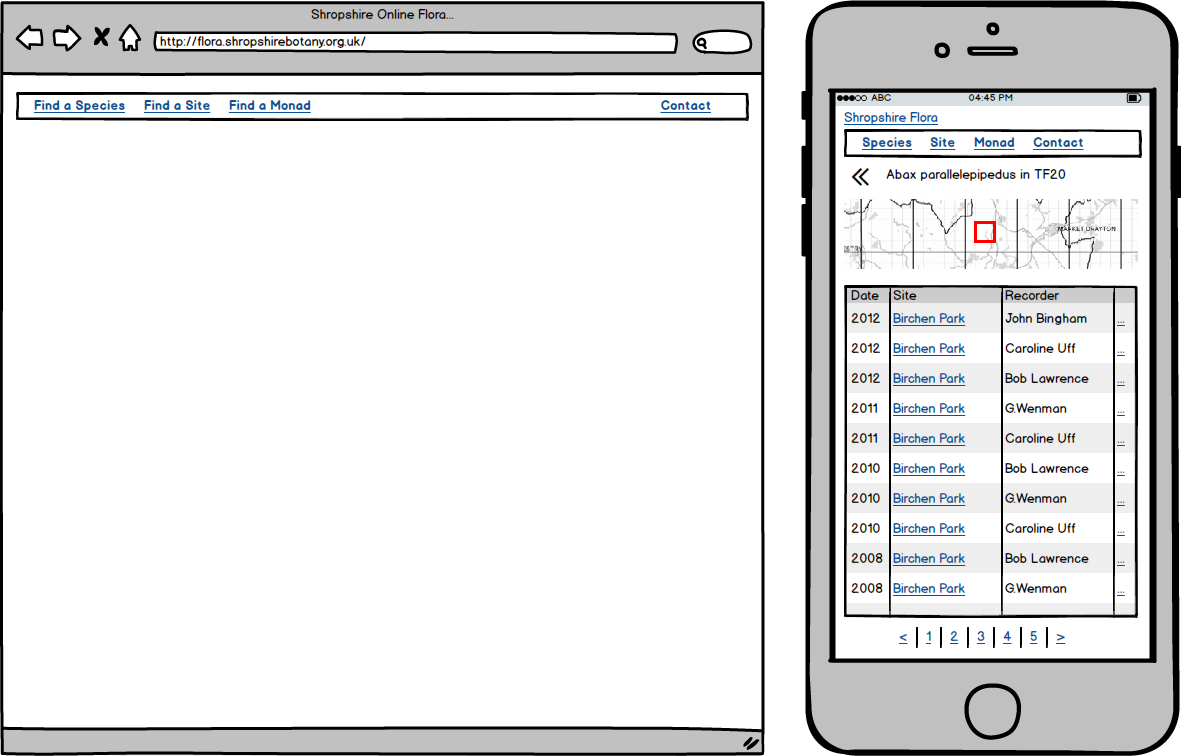 Shropshire Online Flora...
http://flora.shropshirebotany.org.uk/
Find a Species Find a Site Find a Monad Contact
ABC 04:45 PM
Shropshire Flora
Species Site Monad Contact
Abax parallelepipedus in TF20
MARKET DRAYTON
Date Site Recorder
2012 Birchen Park John Bingham ...
2012 Birchen Park Caroline Uff ...
2012 Birchen Park Bob Lawrence ...
2011 Birchen Park G.Wenman ...
2011 Birchen Park Caroline Uff ...
2010 Birchen Park Bob Lawrence ...
2010 Birchen Park G.Wenman ...
2010 Birchen Park Caroline Uff ...
2008 Birchen Park Bob Lawrence ...
2008 Birchen Park G.Wenman ...
< | 1 | 2 | 3 | 4 | 5 | >